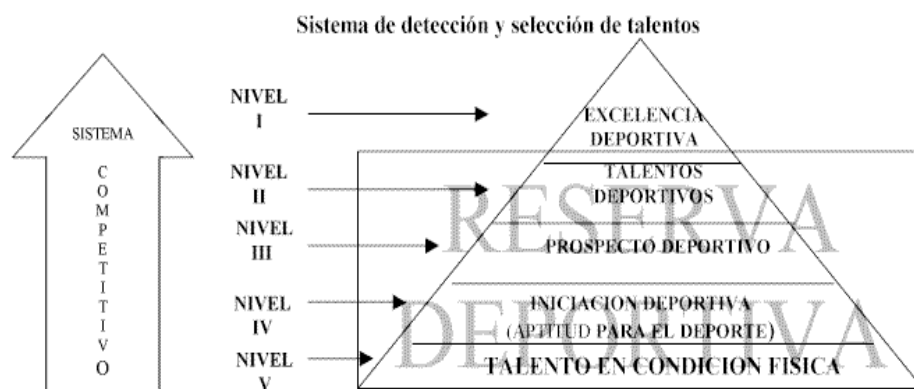 Sistema de detección y selección de talentos
SISTEMA
COMPETITIVO
NIVEL
I
EXCELENCIA
DEPORTIVA
NIVEL
II
TALENTOS
DEPORTIVOS
RESERVA
NIVEL
III
PROSPECTO DEPORTIVO
NIVEL
IV
INICIACION DEPORTIVA
(APTITUD PARA EL DEPORTE)
DEPORTIVA
NIVEL
V
TALENTO EN CONDICION FISICA